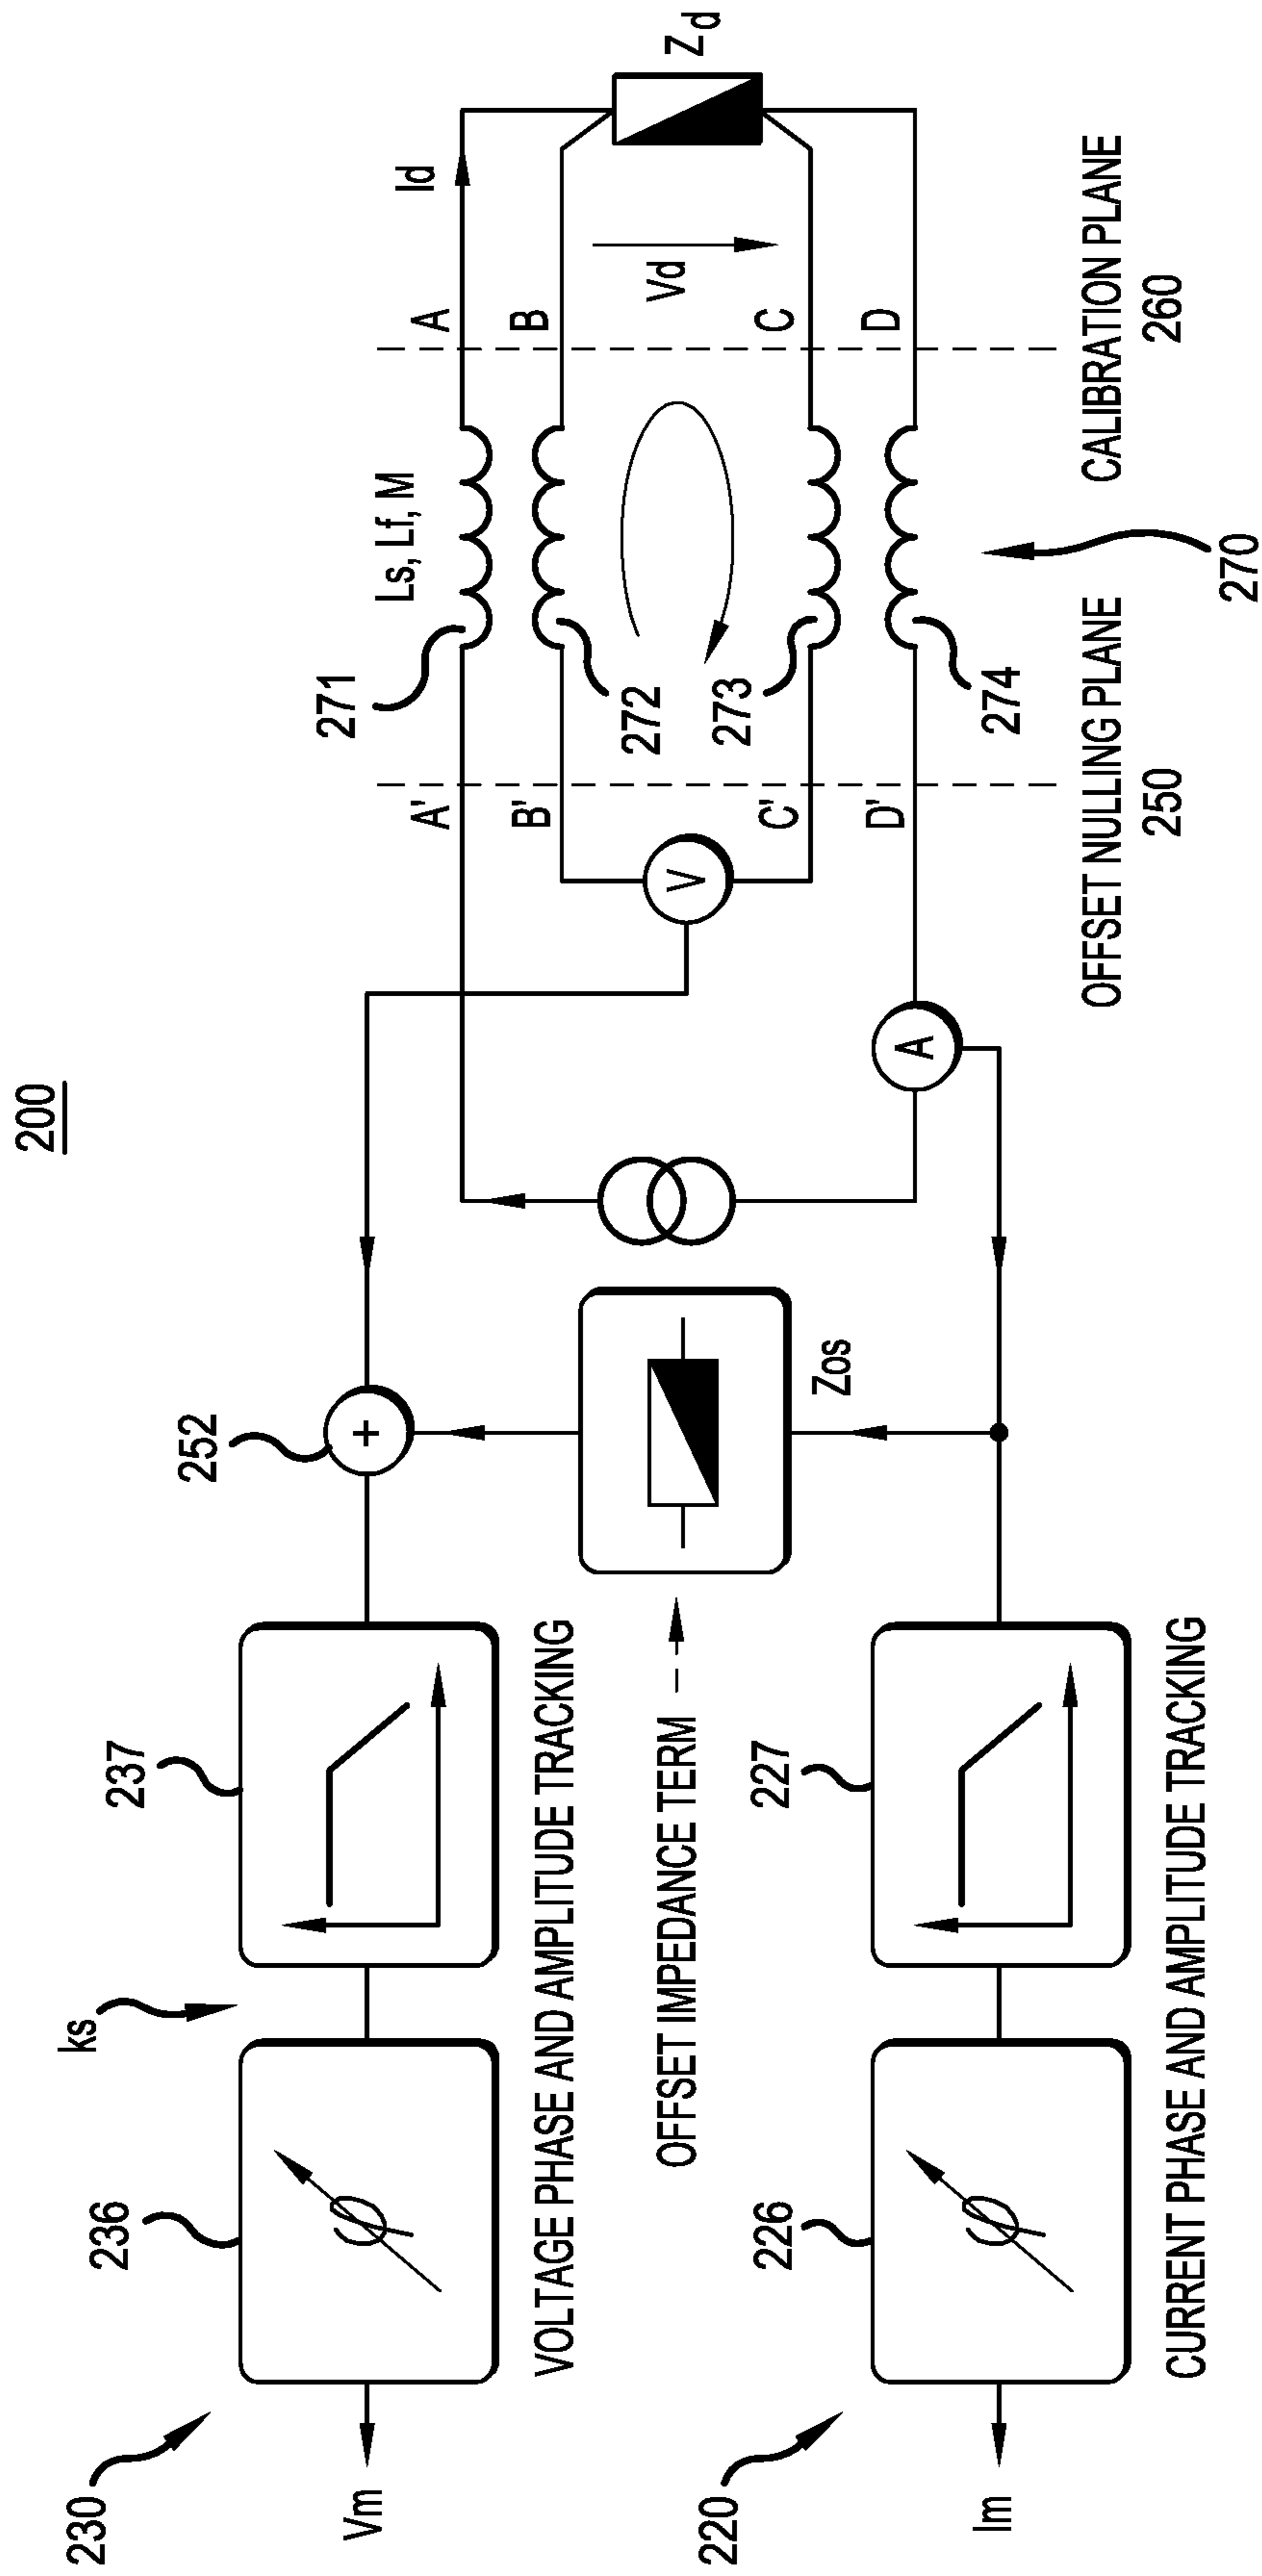 200
230
Vm
236
ks
237
VOLTAGE PHASE AND AMPLITUDE TRACKING
252
+
OFFSET IMPEDANCE TERM
Zos
220
Im
226
227
CURRENT PHASE AND AMPLITUDE TRACKING
V
A
A'
B'
C'
D'
OFFSET NULLING PLANE
250
271
272
273
274
Ls, Lf, M
270
A
B
C
D
CALIBRATION PLANE
260
Id
Vd
Zd